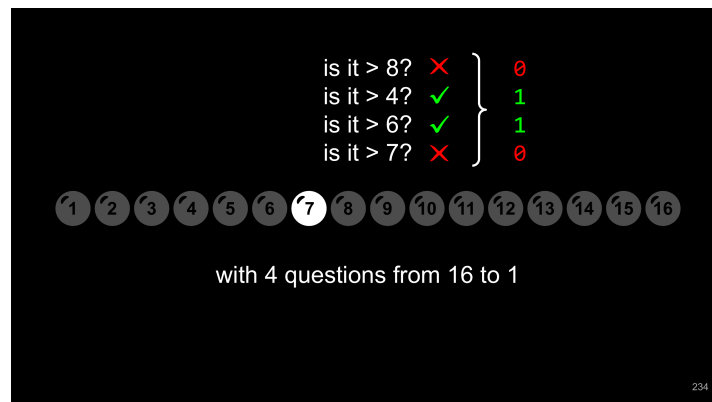 is it > 8? ✗ 0
is it > 4? ✓ 1
is it > 6? ✓ 1
is it > 7? ✗ 0
1 2 3 4 5 6 7 8 9 10 11 12 13 14 15 16
with 4 questions from 16 to 1
234